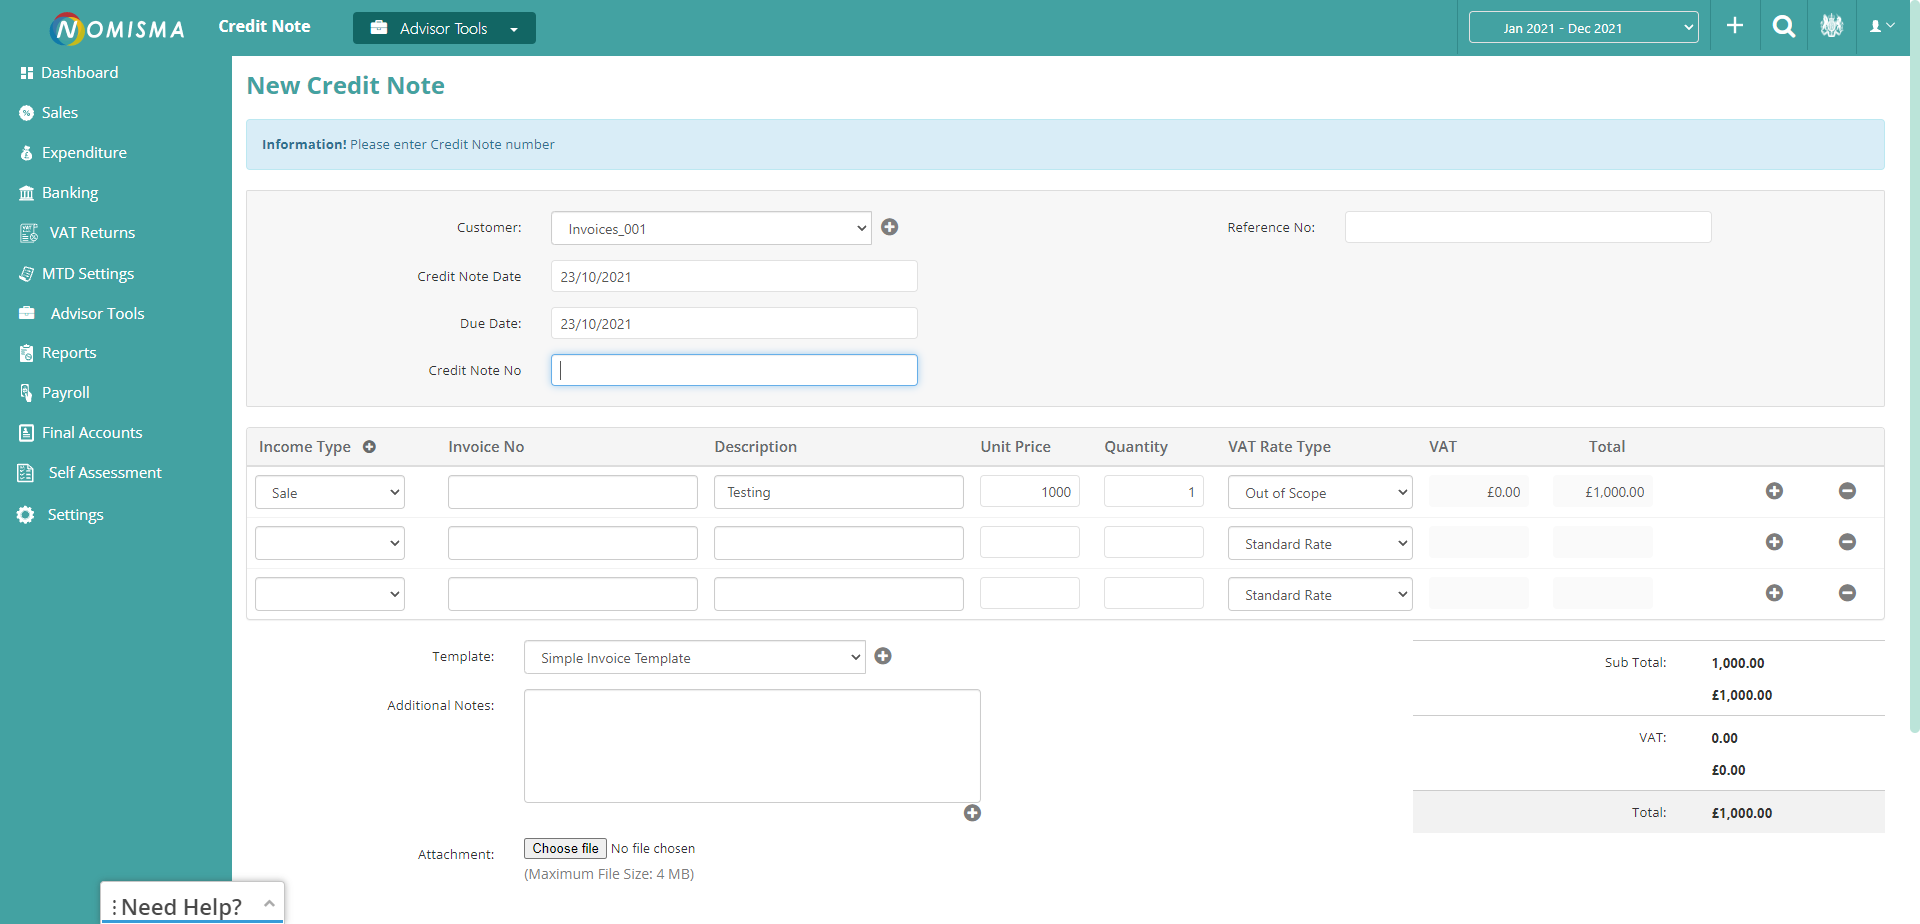 NOMISMA
Credit Note
Advisor Tools
Jan 2021 - Dec 2021
Dashboard
Sales
Expenditure
Banking
VAT Returns
MTD Settings
Advisor Tools
Reports
Payroll
Final Accounts
Self Assessment
Settings
New Credit Note
Information! Please enter Credit Note number
Customer: Invoices_001 Reference No:
Credit Note Date 23/10/2021
Due Date: 23/10/2021
Credit Note No
Income Type Invoice No Description Unit Price Quantity VAT Rate Type VAT Total
Sale Testing 1000 1 Out of Scope £0.00 £1,000.00
Standard Rate
Standard Rate
Template: Simple Invoice Template
Additional Notes:
Sub Total: 1,000.00
£1,000.00
VAT: 0.00
£0.00
Total: £1,000.00
Attachment: Choose file No file chosen
(Maximum File Size: 4 MB)
Need Help?